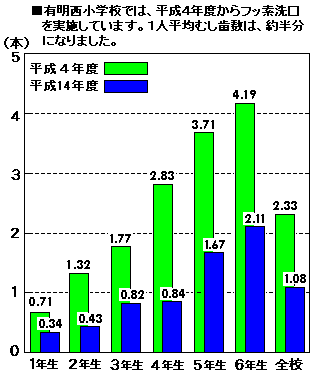 ■有明西小学校では、平成4年度からフッ素洗口
を実施しています。1人平均むし歯数は、約半分
になりました。
(本)
平成4年度
平成14年度
5
4
3
2
1
0
0.71
0.34
1.32
0.43
1.77
0.82
2.83
0.84
3.71
1.67
4.19
2.11
2.33
1.08
1年生 2年生 3年生 4年生 5年生 6年生 全校